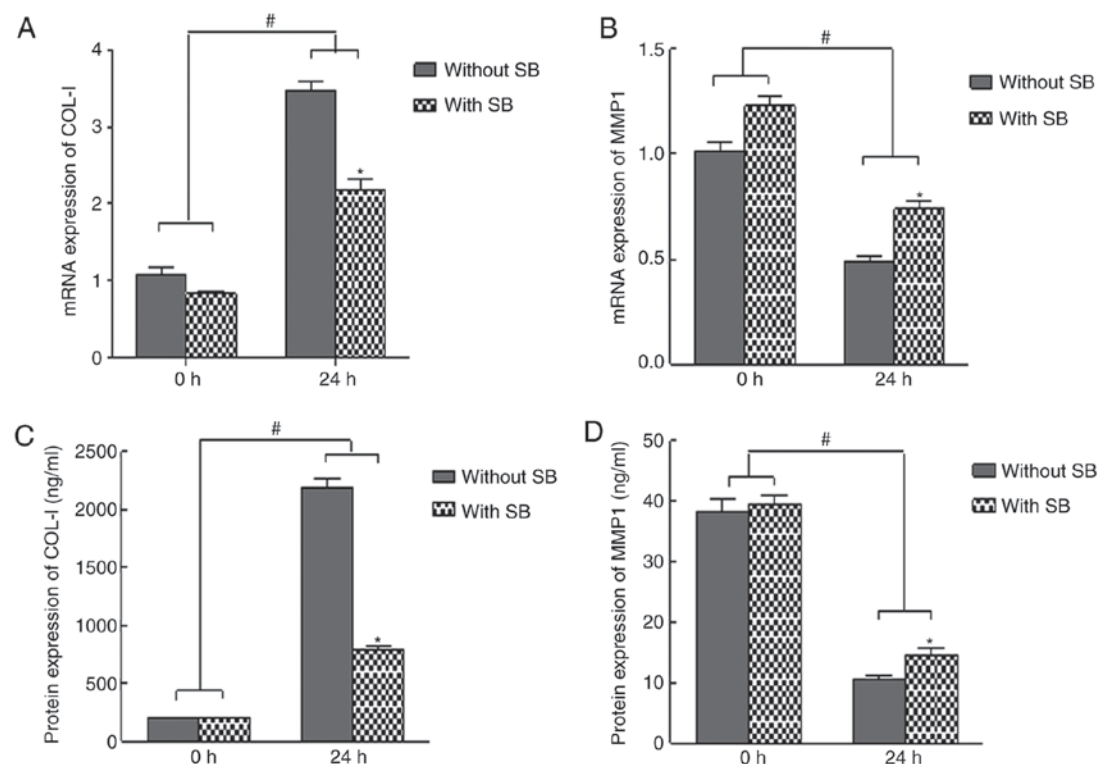 A
#
mRNA expression of COL-I
4
3
2
1
0
*
0 h
24 h
Without SB
With SB
B
#
mRNA expression of MMP1
1.5
1.0
0.5
0.0
*
0 h
24 h
Without SB
With SB
C
#
Protein expression of COL-I (ng/ml)
2500
2000
1500
1000
500
0
*
0 h
24 h
Without SB
With SB
D
#
Protein expression of MMP1 (ng/ml)
50
40
30
20
10
0
*
0 h
24 h
Without SB
With SB